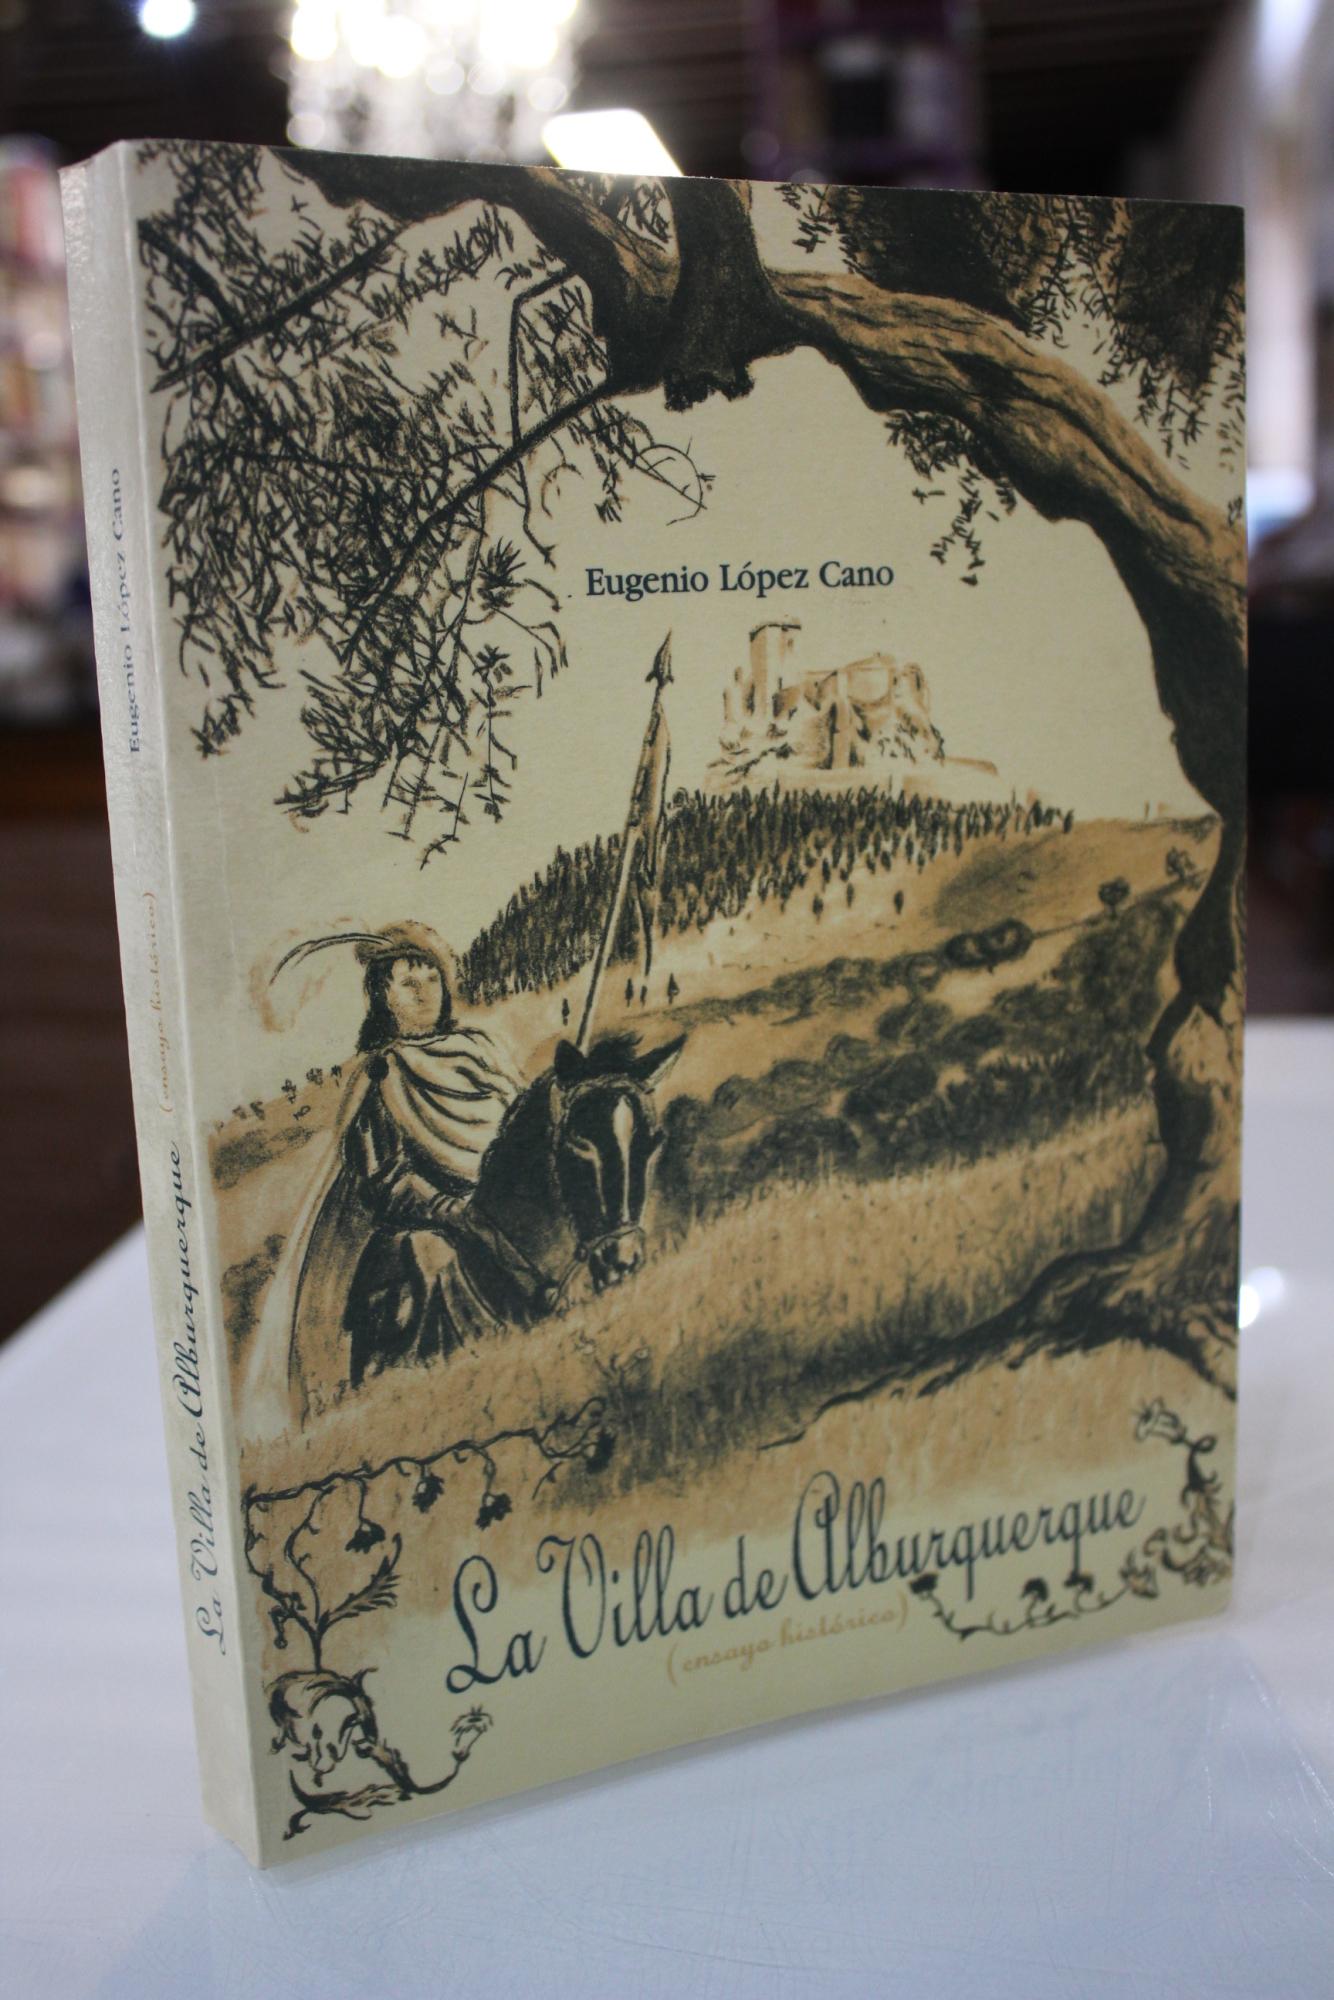 Eugenio López Cano
La Villa de Alburquerque
(ensayo histórico)
La Villa de Alburquerque
(ensayo histórico)
Eugenio López Cano